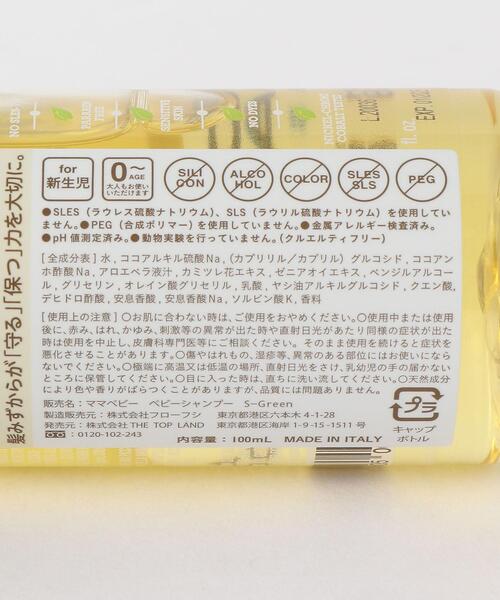 NO SLES
PARABEN
FREE
SENSITIVE
SKIN
NO DYES
NICKEL-CHROME
COBALT TESTED
fl. oz
EXP 01/202
髪みずからが「守る」「保つ」力を大切に。
for
新生児
0~AGE
大人もお使い
いただけます
SILI
CON
ALCO
HOL
COLOR
SLES
SLS
PEG
●SLES（ラウレス硫酸ナトリウム）、SLS（ラウリル硫酸ナトリウム）を使用してい
ません。●PEG（合成ポリマー）を使用していません。●金属アレルギー検査済み。
●pH値測定済み。●動物実験を行っていません。（クルエルティフリー）
[全成分表] 水、ココアルキル硫酸Na、（カプリリル／カプリル）グルコシド、ココアン
ホ酢酸Na、アロエベラ液汁、カミツレ花エキス、ゼニアオイエキス、ベンジルアルコー
ル、グリセリン、オレイン酸グリセリル、乳酸、ヤシ油アルキルグルコシド、クエン酸、
デヒドロ酢酸、安息香酸、安息香酸Na、ソルビン酸K、香料
[使用上の注意] ○お肌に合わない時は、ご使用をおやめください。○使用中または使用
後に、赤み、はれ、かゆみ、刺激等の異常が出た時や直射日光があたり同様の症状が出た
時は使用を中止し、皮膚科専門医等にご相談ください。そのまま使用を続けると症状を
悪化させることがあります。○傷やはれもの、湿疹等、異常のある部位にはお使いになら
ないでください。○極端に高温又は低温の場所、直射日光をさけ、乳幼児の手の届かない
ところに保管してください。○目に入った時は、直ちに洗い流してください。○天然成分
により色や香りが多少異なることがありますが、品質には問題ありません。
販売名：ママベビー ベビーシャンプー S-Green
製造販売元：株式会社フローフシ 東京都港区六本木 4-1-28
発売元：株式会社 THE TOP LAND 東京都港区南青山 1-9-15-1511 号
：0120-102-243
内容量：100mL MADE IN ITALY
プラ
キャップ
ボトル